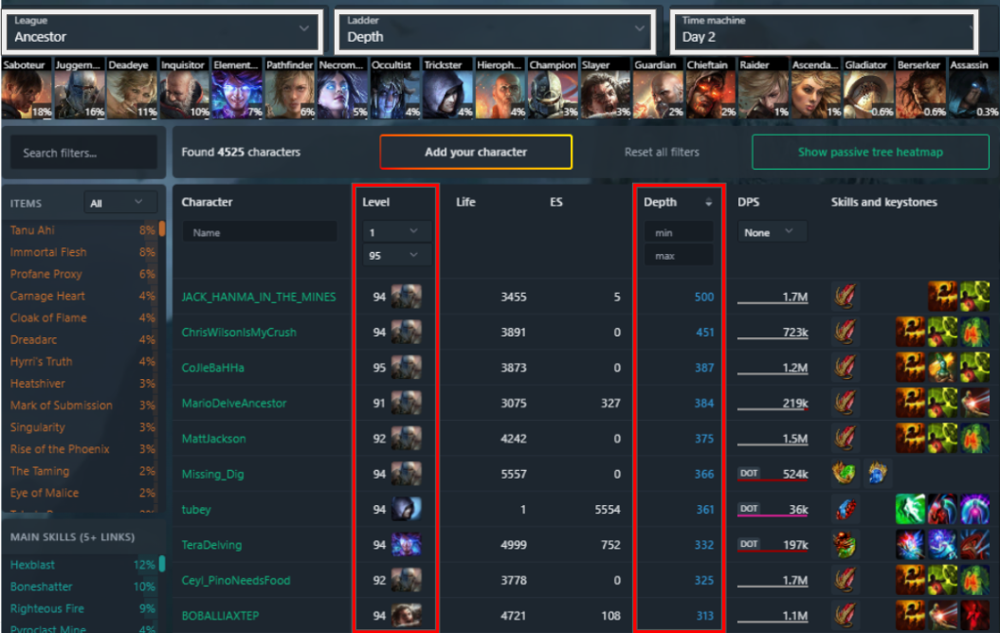 League
Ancestor
Ladder
Depth
Time machine
Day 2
Saboteur Juggern... Deadeye Inquisitor Element... Pathfinder Necrom... Occultist Trickster Hieroph... Champion Slayer Guardian Chieftain Raider Ascenda... Gladiator Berserker Assassin
18% 16% 11% 10% 7% 6% 5% 4% 4% 4% 3% 3% 2% 2% 1% 1% 0.6% 0.6% 0.3%
Search filters...
Found 4525 characters
Add your character
Reset all filters
Show passive tree heatmap
ITEMS All
Tanu Ahi 8%
Immortal Flesh 8%
Profane Proxy 6%
Carnage Heart 4%
Cloak of Flame 4%
Dreadarc 4%
Hyrri's Truth 4%
Heatshiver 3%
Mark of Submission 3%
Singularity 3%
Rise of the Phoenix 3%
The Taming 2%
Eye of Malice 2%
MAIN SKILLS (5+ LINKS)
Hexblast 12%
Boneshatter 10%
Righteous Fire 9%
Pyroclast Mine 4%
Character Level Life ES Depth DPS Skills and keystones
Name 1 min None
95 max
JACK_HANMA_IN_THE_MINES 94 3455 5 500 1.7M
ChrisWilsonIsMyCrush 94 3891 0 451 723k
CoJleBaHHa 95 3873 0 387 1.2M
MarioDelveAncestor 91 3075 327 384 219k
MattJackson 92 4242 0 375 1.5M
Missing_Dig 94 5557 0 366 DOT 524k
tubey 94 1 5554 361 DOT 36k
TeraDelving 94 4999 752 332 DOT 197k
Ceyl_PinoNeedsFood 92 3778 0 325 1.7M
BOBALLIAXTEP 94 4721 108 313 1.1M